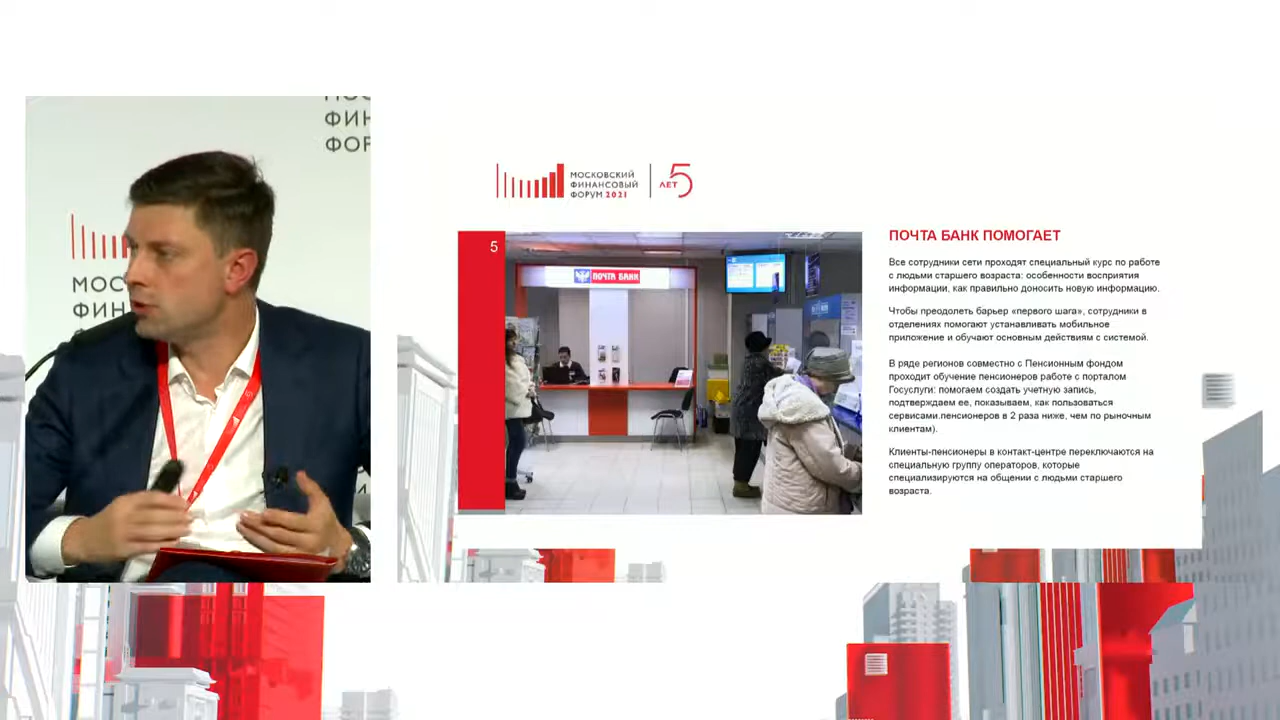 ФИН
ФОР
МОС
ФИН
МОСКОВСКИЙ
ФИНАНСОВЫЙ
ФОРУМ 2021
ЛЕТ 5
5
ПОЧТА БАНК
ПОЧТА БАНК ПОМОГАЕТ
Все сотрудники сети проходят специальный курс по работе
с людьми старшего возраста: особенности восприятия
информации, как правильно доносить новую информацию.
Чтобы преодолеть барьер «первого шага», сотрудники в
отделениях помогают устанавливать мобильное
приложение и обучают основным действиям с системой.
В ряде регионов совместно с Пенсионным фондом
проходит обучение пенсионеров работе с порталом
Госуслуги: помогаем создать учетную запись,
подтверждаем ее, показываем, как пользоваться
сервисами.пенсионеров в 2 раза ниже, чем по рыночным
клиентам).
Клиенты-пенсионеры в контакт-центре переключаются на
специальную группу операторов, которые
специализируются на общении с людьми старшего
возраста.